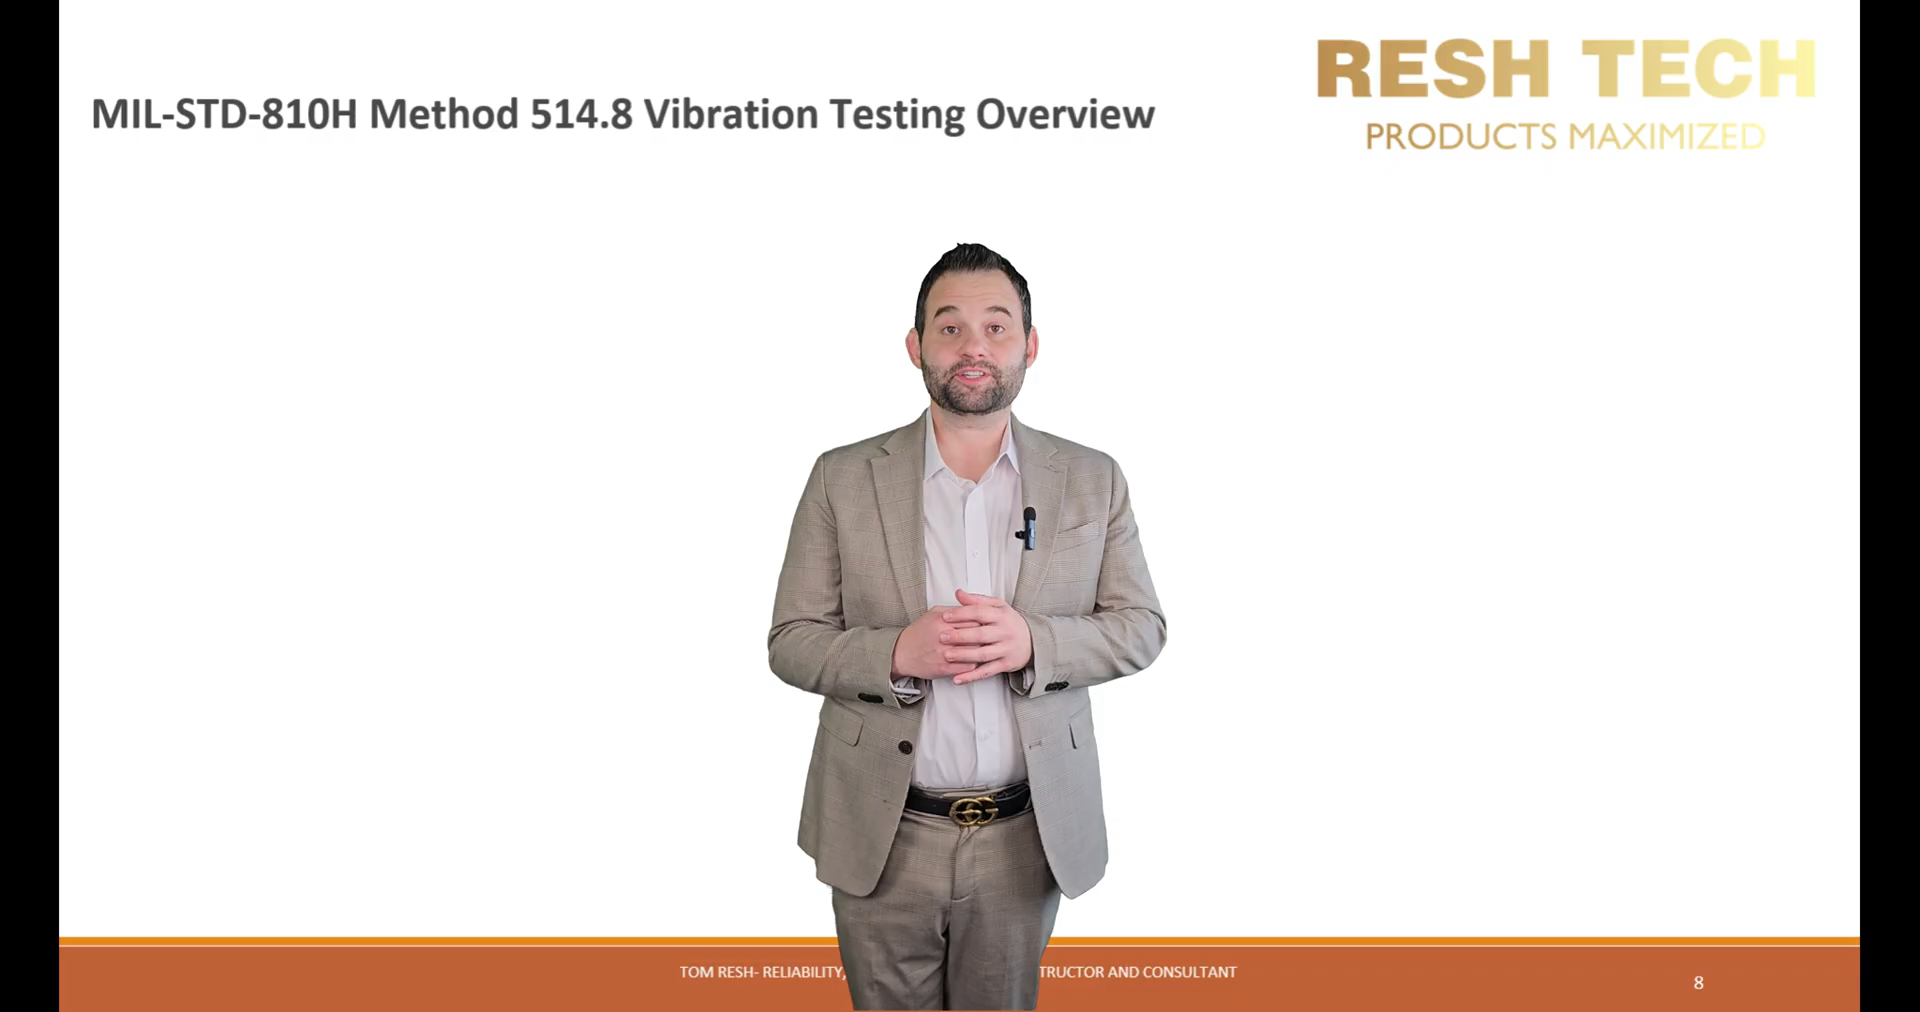 RESH TECH
PRODUCTS MAXIMIZED
MIL-STD-810H Method 514.8 Vibration Testing Overview
TOM RESH- RELIABILITY, TRUCTOR AND CONSULTANT
8